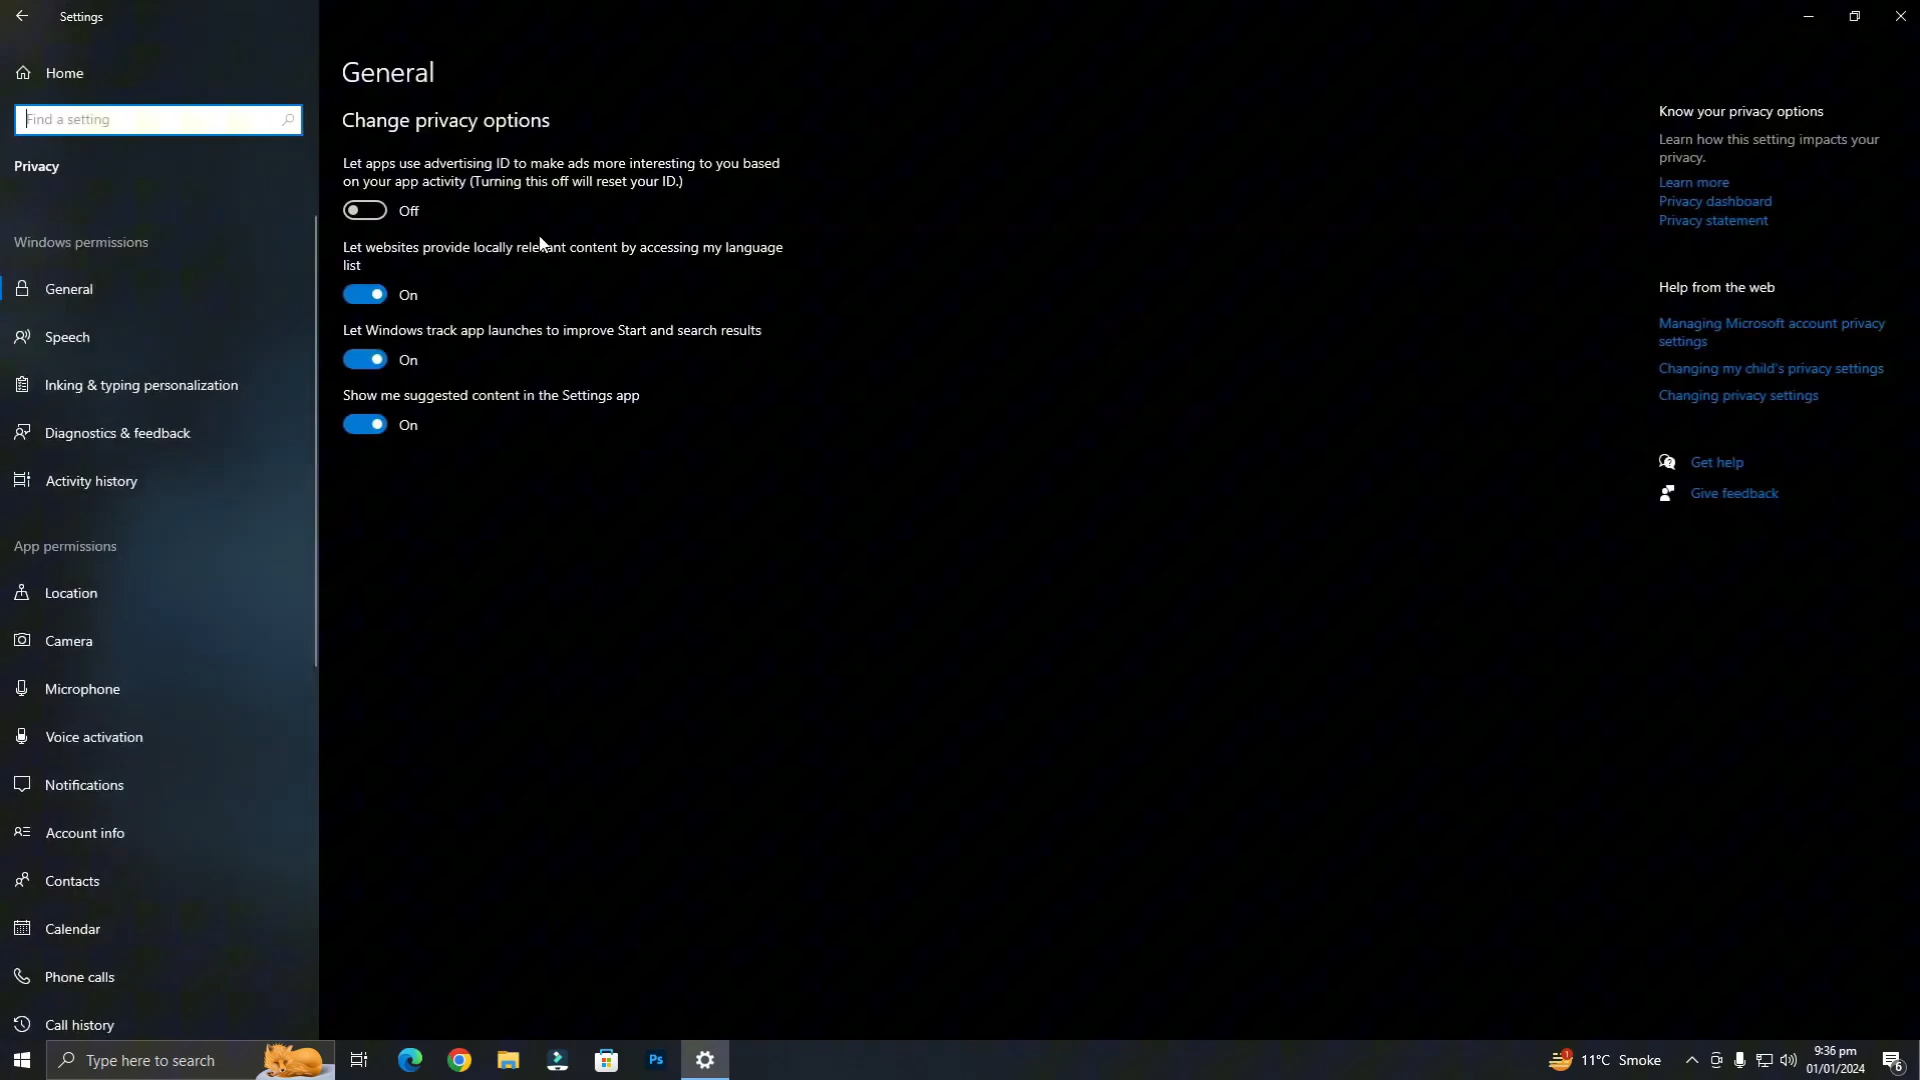 Settings
Home
Find a setting
Privacy
Windows permissions
General
Speech
Inking & typing personalization
Diagnostics & feedback
Activity history
App permissions
Location
Camera
Microphone
Voice activation
Notifications
Account info
Contacts
Calendar
Phone calls
Call history
General
Change privacy options
Let apps use advertising ID to make ads more interesting to you based
on your app activity (Turning this off will reset your ID.)
Off
Let websites provide locally relevant content by accessing my language
list
On
Let Windows track app launches to improve Start and search results
On
Show me suggested content in the Settings app
On
Know your privacy options
Learn how this setting impacts your
privacy.
Learn more
Privacy dashboard
Privacy statement
Help from the web
Managing Microsoft account privacy
settings
Changing my child's privacy settings
Changing privacy settings
Get help
Give feedback
Type here to search
Ps
1
11°C Smoke
9:36 pm
01/01/2024
6